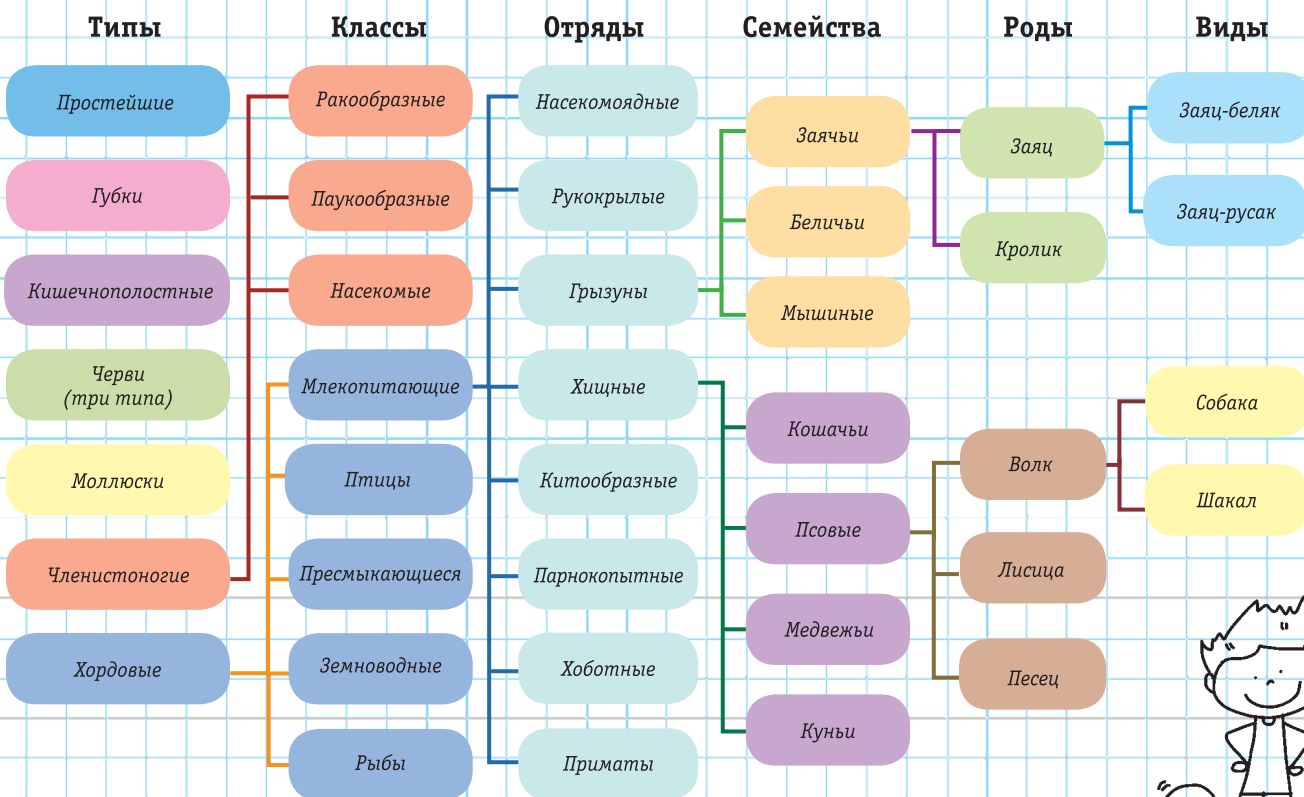 Типы
Классы
Отряды
Семейства
Роды
Виды
Простейшие
Губки
Кишечнополостные
Черви
(три типа)
Моллюски
Членистоногие
Хордовые
Ракообразные
Паукообразные
Насекомые
Млекопитающие
Птицы
Пресмыкающиеся
Земноводные
Рыбы
Насекомоядные
Рукокрылые
Грызуны
Хищные
Китообразные
Парнокопытные
Хоботные
Приматы
Заячьи
Беличьи
Мышиные
Кошачьи
Псовые
Медвежьи
Куньи
Заяц
Кролик
Волк
Лисица
Песец
Заяц-беляк
Заяц-русак
Собака
Шакал